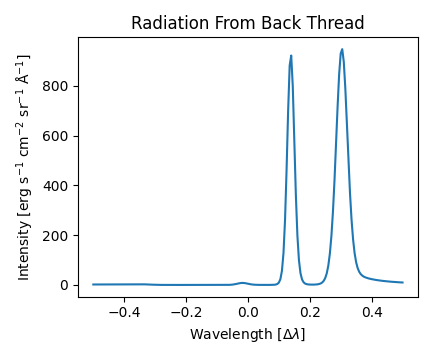 Radiation From Back Thread
Intensity [erg s⁻¹ cm⁻² sr⁻¹ Å⁻¹]
800
600
400
200
0
−0.4 −0.2 0.0 0.2 0.4
Wavelength [Δλ]